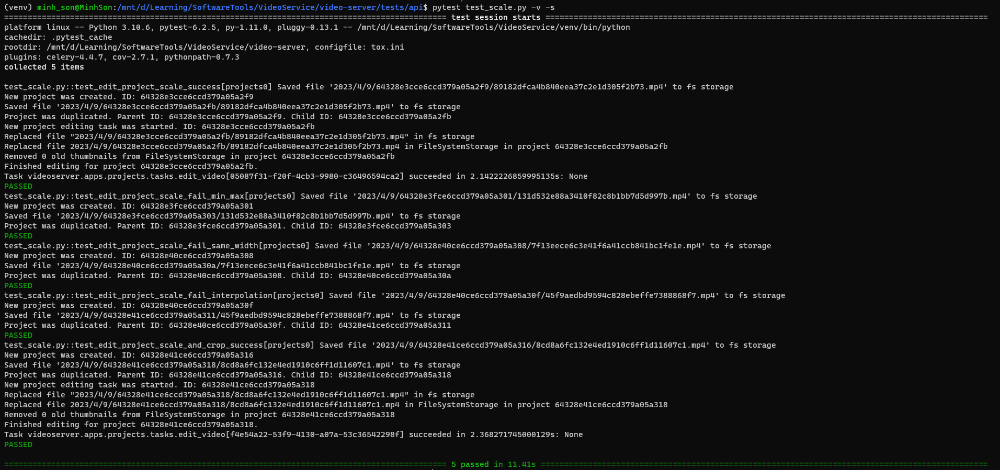 (venv) minh_son@MinhSon:/mnt/d/Learning/SoftwareTools/VideoService/video-server/tests/api$ pytest test_scale.py -v -s
============================================================================================== test session starts ==============================================================================================
platform linux -- Python 3.10.6, pytest-6.2.5, py-1.11.0, pluggy-0.13.1 -- /mnt/d/Learning/SoftwareTools/VideoService/venv/bin/python
cachedir: .pytest_cache
rootdir: /mnt/d/Learning/SoftwareTools/VideoService/video-server, configfile: tox.ini
plugins: celery-4.4.7, cov-2.7.1, pythonpath-0.7.3
collected 5 items
test_scale.py::test_edit_project_scale_success[projects0] Saved file '2023/4/9/64328e3cce6ccd379a05a2f9/89182dfca4b840eea37c2e1d305f2b73.mp4' to fs storage
New project was created. ID: 64328e3cce6ccd379a05a2f9
Saved file '2023/4/9/64328e3cce6ccd379a05a2fb/89182dfca4b840eea37c2e1d305f2b73.mp4' to fs storage
Project was duplicated. Parent ID: 64328e3cce6ccd379a05a2f9. Child ID: 64328e3cce6ccd379a05a2fb
New project editing task was started. ID: 64328e3cce6ccd379a05a2fb
Replaced file "2023/4/9/64328e3cce6ccd379a05a2fb/89182dfca4b840eea37c2e1d305f2b73.mp4" in fs storage
Replaced file 2023/4/9/64328e3cce6ccd379a05a2fb/89182dfca4b840eea37c2e1d305f2b73.mp4 in FileSystemStorage in project 64328e3cce6ccd379a05a2fb
Removed 0 old thumbnails from FileSystemStorage in project 64328e3cce6ccd379a05a2fb
Finished editing for project 64328e3cce6ccd379a05a2fb.
Task videoserver.apps.projects.tasks.edit_video[05087f31-f20f-4cb3-9980-c36496594ca2] succeeded in 2.1422226859995135s: None
PASSED
test_scale.py::test_edit_project_scale_fail_min_max[projects0] Saved file '2023/4/9/64328e3fce6ccd379a05a301/131d532e88a3410f82c8b1bb7d5d997b.mp4' to fs storage
New project was created. ID: 64328e3fce6ccd379a05a301
Saved file '2023/4/9/64328e3fce6ccd379a05a303/131d532e88a3410f82c8b1bb7d5d997b.mp4' to fs storage
Project was duplicated. Parent ID: 64328e3fce6ccd379a05a301. Child ID: 64328e3fce6ccd379a05a303
PASSED
test_scale.py::test_edit_project_scale_fail_same_width[projects0] Saved file '2023/4/9/64328e40ce6ccd379a05a308/7f13eece6c3e41f6a41ccb841bc1fe1e.mp4' to fs storage
New project was created. ID: 64328e40ce6ccd379a05a308
Saved file '2023/4/9/64328e40ce6ccd379a05a30a/7f13eece6c3e41f6a41ccb841bc1fe1e.mp4' to fs storage
Project was duplicated. Parent ID: 64328e40ce6ccd379a05a308. Child ID: 64328e40ce6ccd379a05a30a
PASSED
test_scale.py::test_edit_project_scale_fail_interpolation[projects0] Saved file '2023/4/9/64328e40ce6ccd379a05a30f/45f9aedbd9594c828ebeffe7388868f7.mp4' to fs storage
New project was created. ID: 64328e40ce6ccd379a05a30f
Saved file '2023/4/9/64328e41ce6ccd379a05a311/45f9aedbd9594c828ebeffe7388868f7.mp4' to fs storage
Project was duplicated. Parent ID: 64328e40ce6ccd379a05a30f. Child ID: 64328e41ce6ccd379a05a311
PASSED
test_scale.py::test_edit_project_scale_and_crop_success[projects0] Saved file '2023/4/9/64328e41ce6ccd379a05a316/8cd8a6fc132e4ed1910c6ff1d11607c1.mp4' to fs storage
New project was created. ID: 64328e41ce6ccd379a05a316
Saved file '2023/4/9/64328e41ce6ccd379a05a318/8cd8a6fc132e4ed1910c6ff1d11607c1.mp4' to fs storage
Project was duplicated. Parent ID: 64328e41ce6ccd379a05a316. Child ID: 64328e41ce6ccd379a05a318
New project editing task was started. ID: 64328e41ce6ccd379a05a318
Replaced file "2023/4/9/64328e41ce6ccd379a05a318/8cd8a6fc132e4ed1910c6ff1d11607c1.mp4" in fs storage
Replaced file 2023/4/9/64328e41ce6ccd379a05a318/8cd8a6fc132e4ed1910c6ff1d11607c1.mp4 in FileSystemStorage in project 64328e41ce6ccd379a05a318
Removed 0 old thumbnails from FileSystemStorage in project 64328e41ce6ccd379a05a318
Finished editing for project 64328e41ce6ccd379a05a318.
Task videoserver.apps.projects.tasks.edit_video[f4e54a22-53f9-4130-a07a-53c36542298f] succeeded in 2.368271745000129s: None
PASSED
============================================================================================== 5 passed in 11.41s ===============================================================================================